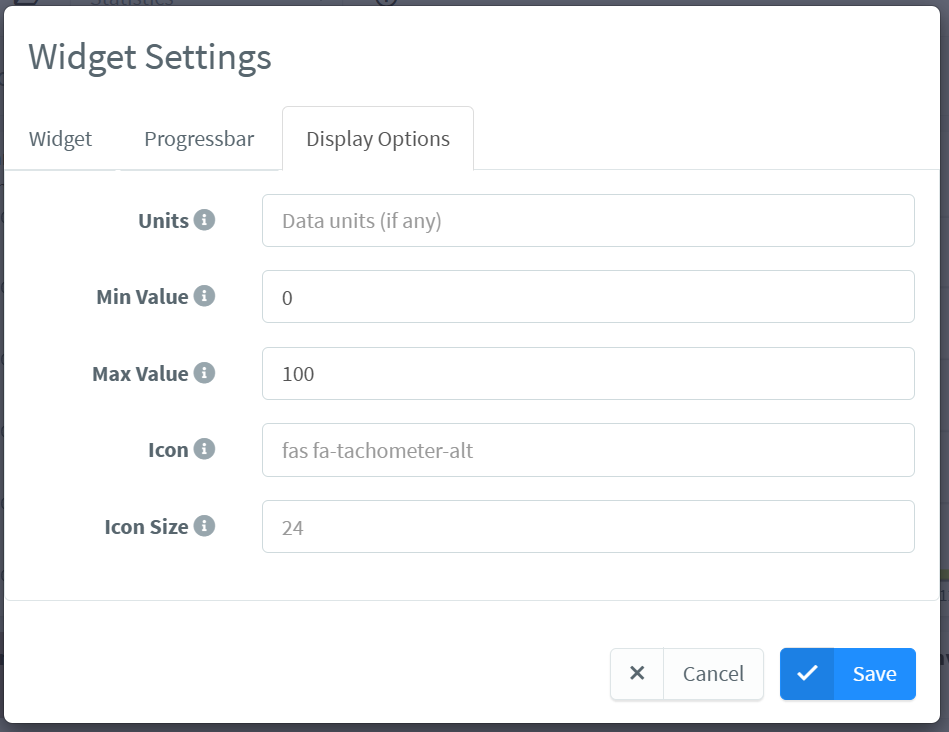 Statistics
Widget Settings
Widget Progressbar Display Options
Units Data units (if any)
Min Value 0
Max Value 100
Icon fas fa-tachometer-alt
Icon Size 24
Cancel Save